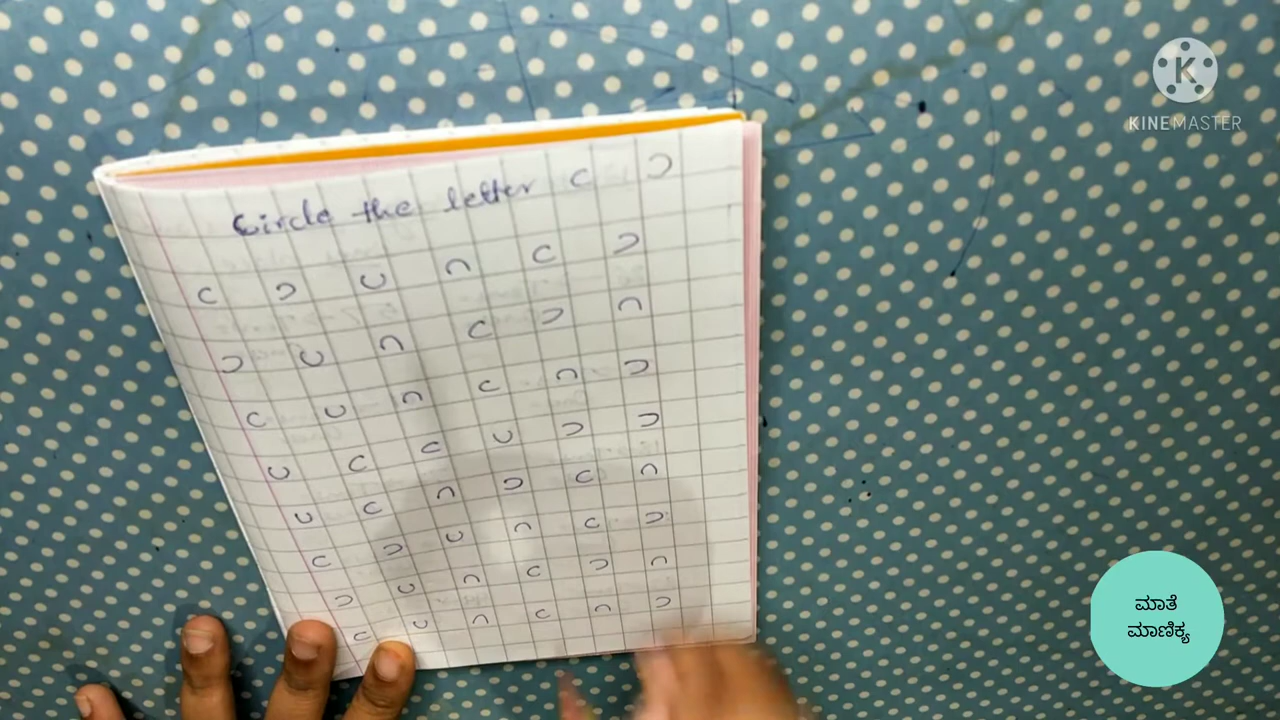 KINEMASTER
Circle the letter c ɔ
c ɔ ∪ ∩ c ɔ
ɔ ∪ ∩ c ɔ ∩
c ∪ ∩ c ∩ ɔ
∪ c c ∪ ɔ ɔ
∪ c ∩ ɔ c ∩
c ɔ ∪ ∩ c ɔ
ɔ ∪ ∩ c ɔ ∩
c ∪ ∩ c ∩ ɔ
ಮಾತೆ
ಮಾಣಿಕ್ಯ